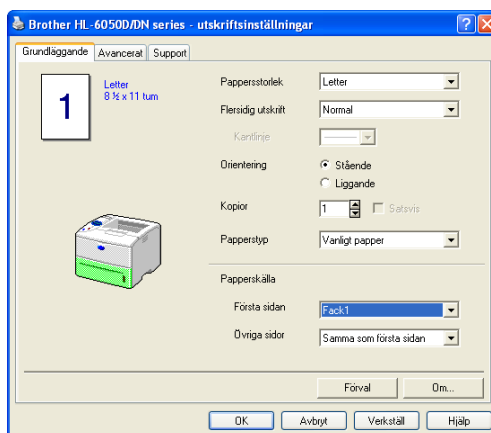 Brother HL-6050D/DN series - utskriftsinställningar
Grundläggande Avancerat Support
1
Letter
8 ½ x 11 tum
Pappersstorlek Letter
Flersidig utskrift Normal
Kantlinje
Orientering Stående
Liggande
Kopior 1 Satsvis
Papperstyp Vanligt papper
Papperskälla
Första sidan Fack1
Övriga sidor Samma som första sidan
Förval Om...
OK Avbryt Verkställ Hjälp